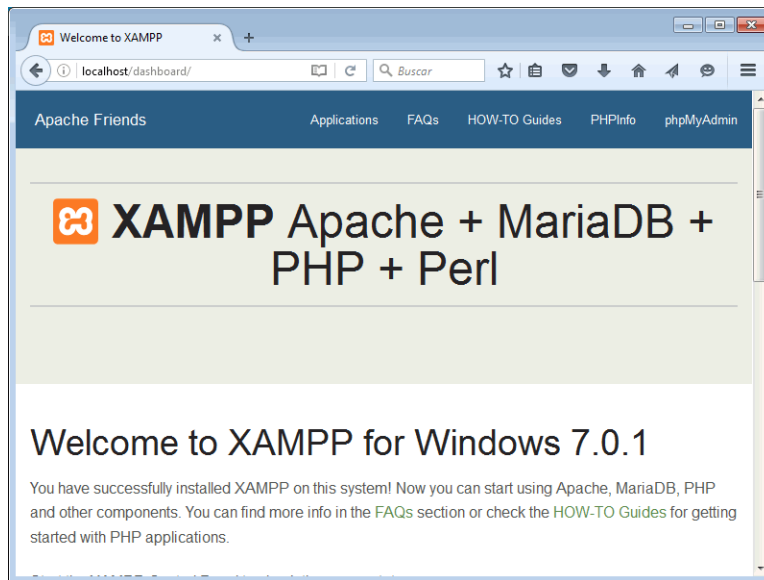 Welcome to XAMPP
localhost/dashboard/
Buscar
Apache Friends
Applications
FAQs
HOW-TO Guides
PHPInfo
phpMyAdmin
XAMPP Apache + MariaDB +
PHP + Perl
Welcome to XAMPP for Windows 7.0.1
You have successfully installed XAMPP on this system! Now you can start using Apache, MariaDB, PHP
and other components. You can find more info in the FAQs section or check the HOW-TO Guides for getting
started with PHP applications.